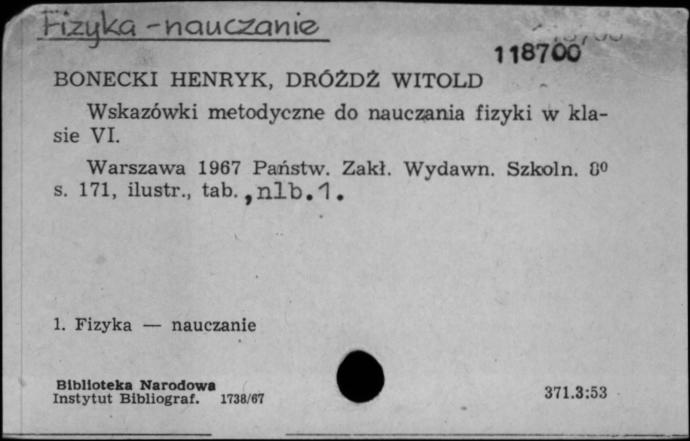 Fizyka - nauczanie
118700
BONECKI HENRYK, DRÓŻDŻ WITOLD
Wskazówki metodyczne do nauczania fizyki w kla-
sie VI.
Warszawa 1967 Państw. Zakł. Wydawn. Szkoln. 8º
s. 171, ilustr., tab. , nlb. 1.
1. Fizyka — nauczanie
Biblioteka Narodowa
Instytut Bibliograf. 1738/67
371.3:53